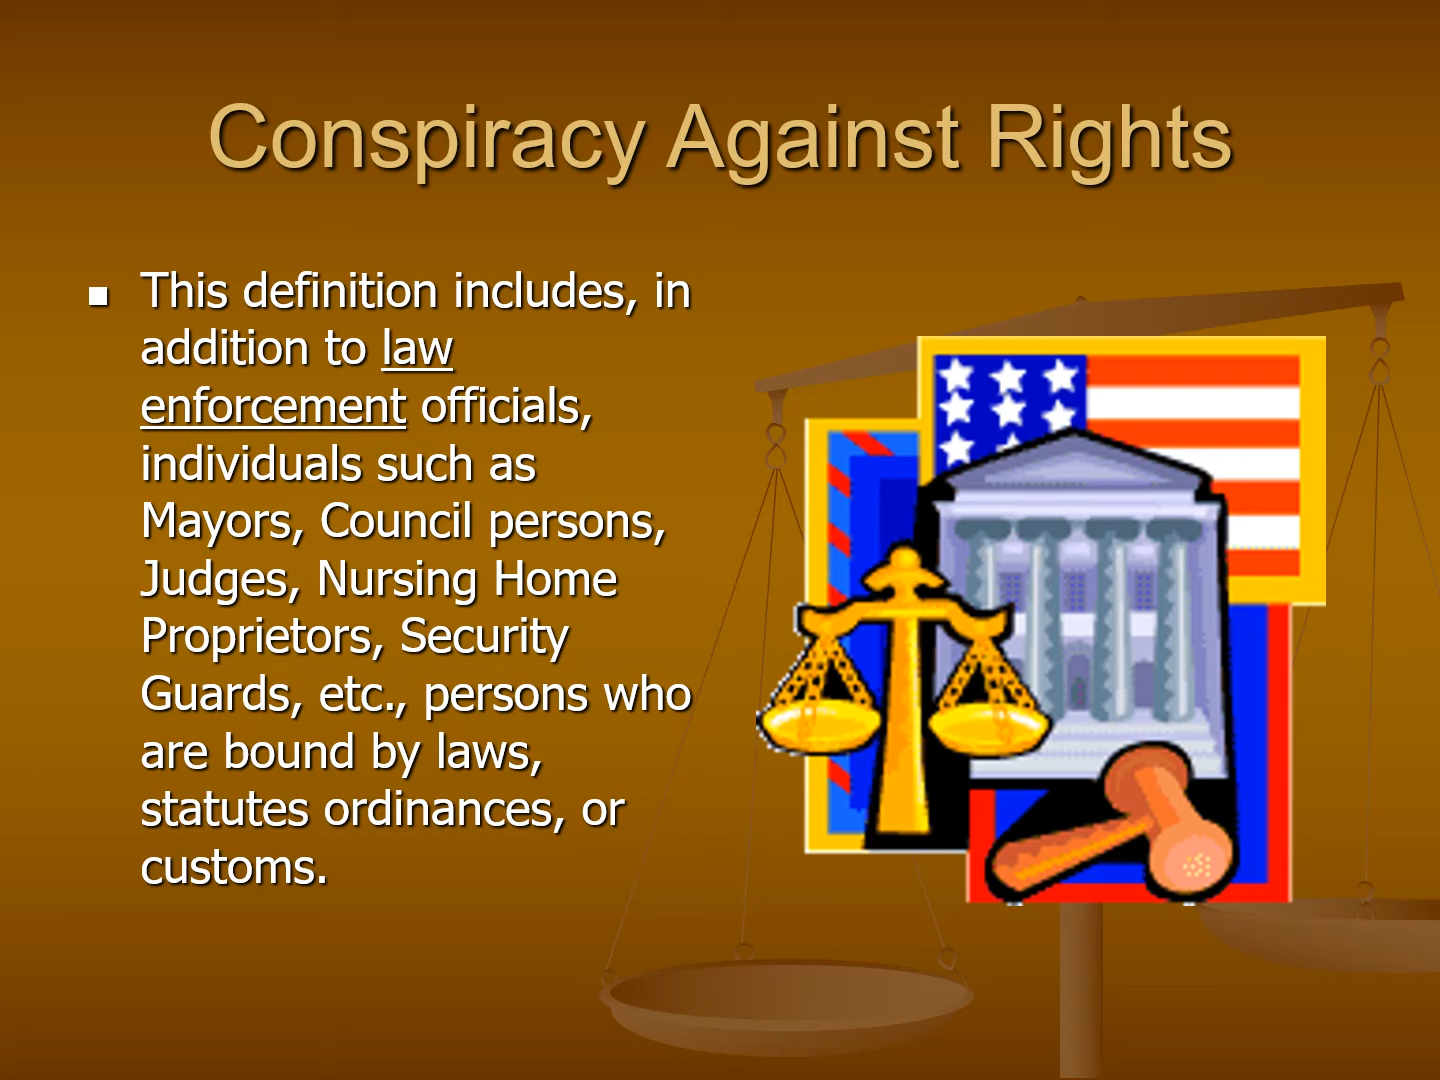 Conspiracy Against Rights
This definition includes, in
addition to law
enforcement officials,
individuals such as
Mayors, Council persons,
Judges, Nursing Home
Proprietors, Security
Guards, etc., persons who
are bound by laws,
statutes ordinances, or
customs.